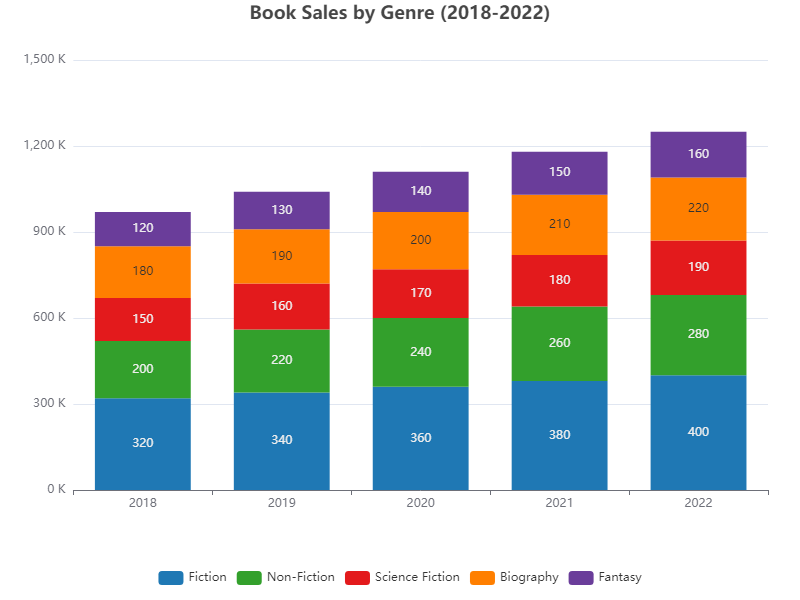 Book Sales by Genre (2018-2022)
1,500 K
1,200 K
900 K
600 K
300 K
0 K
120
130
140
150
160
180
190
200
210
220
150
160
170
180
190
200
220
240
260
280
320
340
360
380
400
2018 2019 2020 2021 2022
Fiction Non-Fiction Science Fiction Biography Fantasy